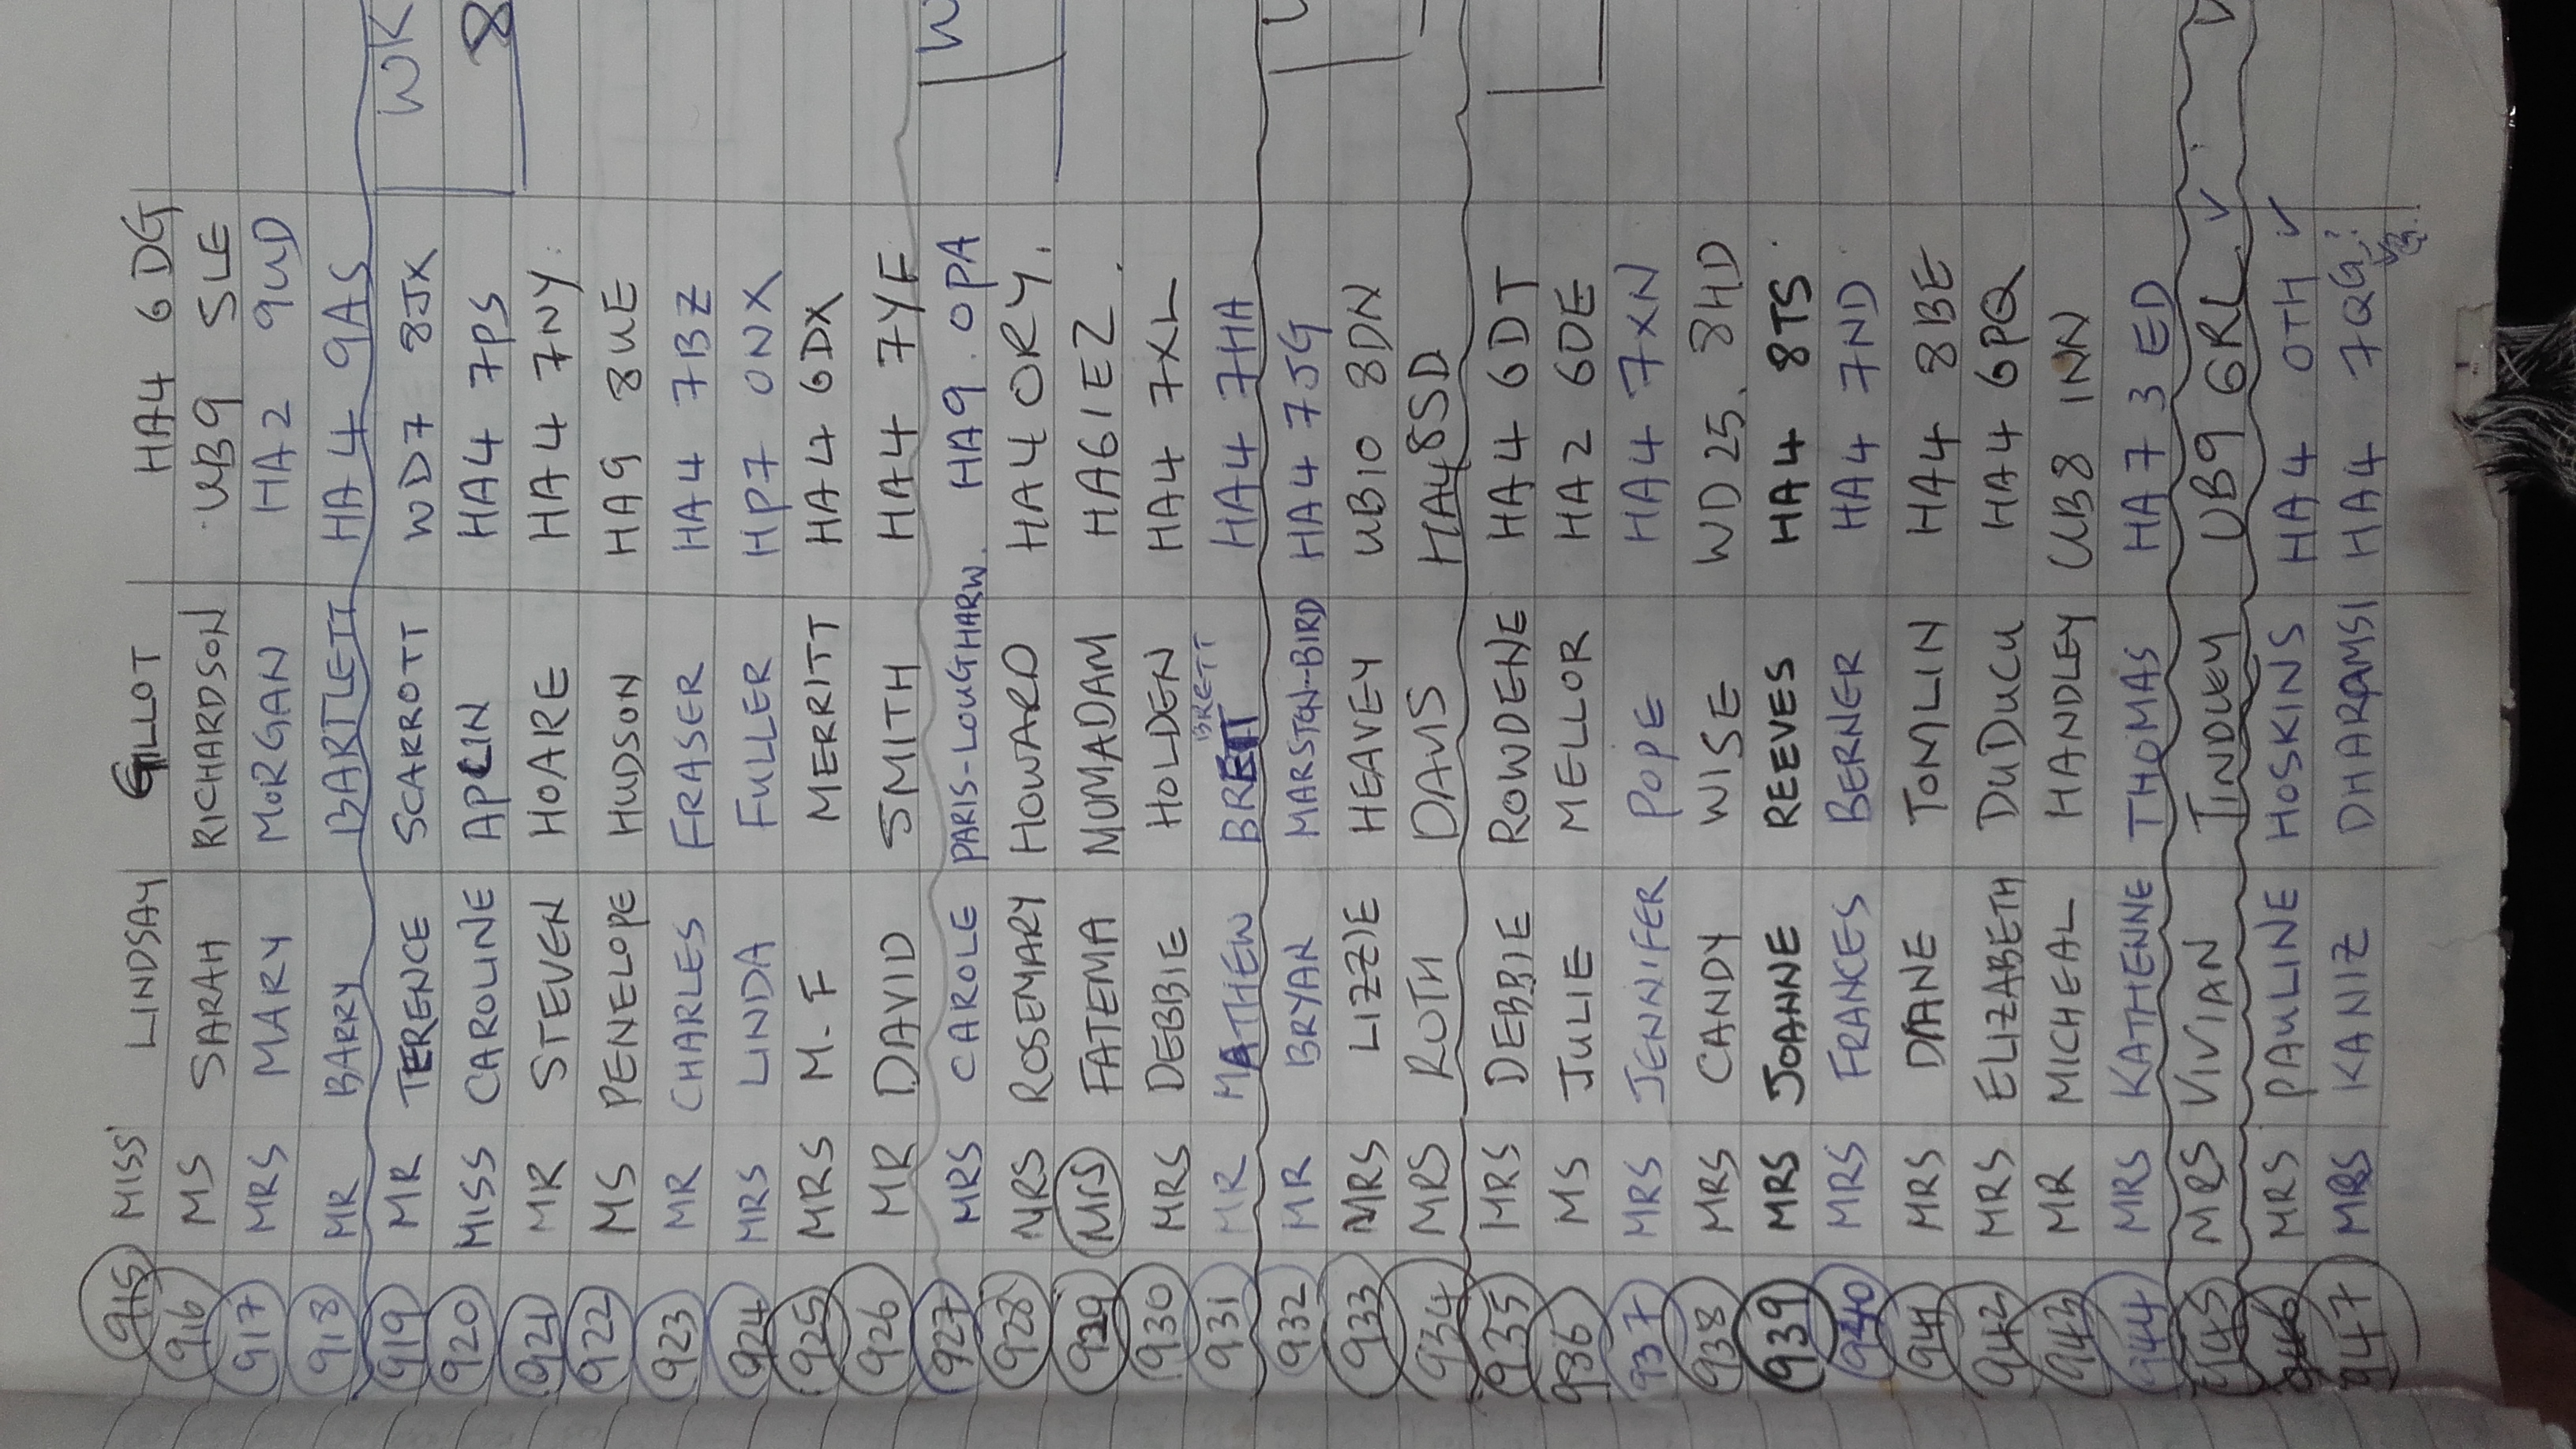 915 MISS LINDSAY GILLOT HA4 6DG
916 MS SARAH RICHARDSON UB9 5LE
917 MRS MARY MORGAN HA2 9UD
918 MR BARRY BARTLETT HA4 9AS
919 MR TERENCE SCARROTT WD7 8JX WK
920 MISS CAROLINE APLIN HA4 7PS 8
921 MR STEVEN HOARE HA4 7NY
922 MS PENELOPE HUDSON HA9 8UE
923 MR CHARLES FRASER HA4 7BZ
924 MRS LINDA FULLER HP7 0NX
925 MRS M. F MERRITT HA4 6DX
926 MR DAVID SMITH HA4 7YF
927 MRS CAROLE PARIS-LOUGHARW. HA9. 0PA
928 MRS ROSEMARY HOWARD HA4 0RY.
929 MRS FATEMA MUMADAM HA6 1EZ.
930 MRS DEBBIE HOLDEN HA4 7XL
BRETT
931 MR MATHEW BRETT HA4 7HA
932 MR BRYAN MARSTON-BIRD HA4 7JG
933 MRS LIZZIE HEAVEY UB10 8DN
934 MRS RUTH DAVIS HA4 8SD
935 MRS DEBBIE ROWDENE HA4 6DT
936 MS JULIE MELLOR HA2 6DE
937 MRS JENNIFER POPE HA4 7XN
938 MRS CANDY WISE WD25. 8HD
939 MRS JOANNE REEVES HA4 8TS
940 MRS FRANCES BERNER HA4 7ND
941 MRS DIANE TOMLIN HA4 8BE
942 MRS ELIZABETH DUDUCU HA4 6PQ
943 MR MICHEAL HANDLEY UB8 1NN
944 MRS KATHENNE THOMAS HA7 3ED
945 MRS VIVIAN TINDLEY UB9 6RL ✓
946 MRS PAULINE HOSKINS HA4 0TH ✓
947 MRS KANIZ DHARAMSI HA4 7QG?